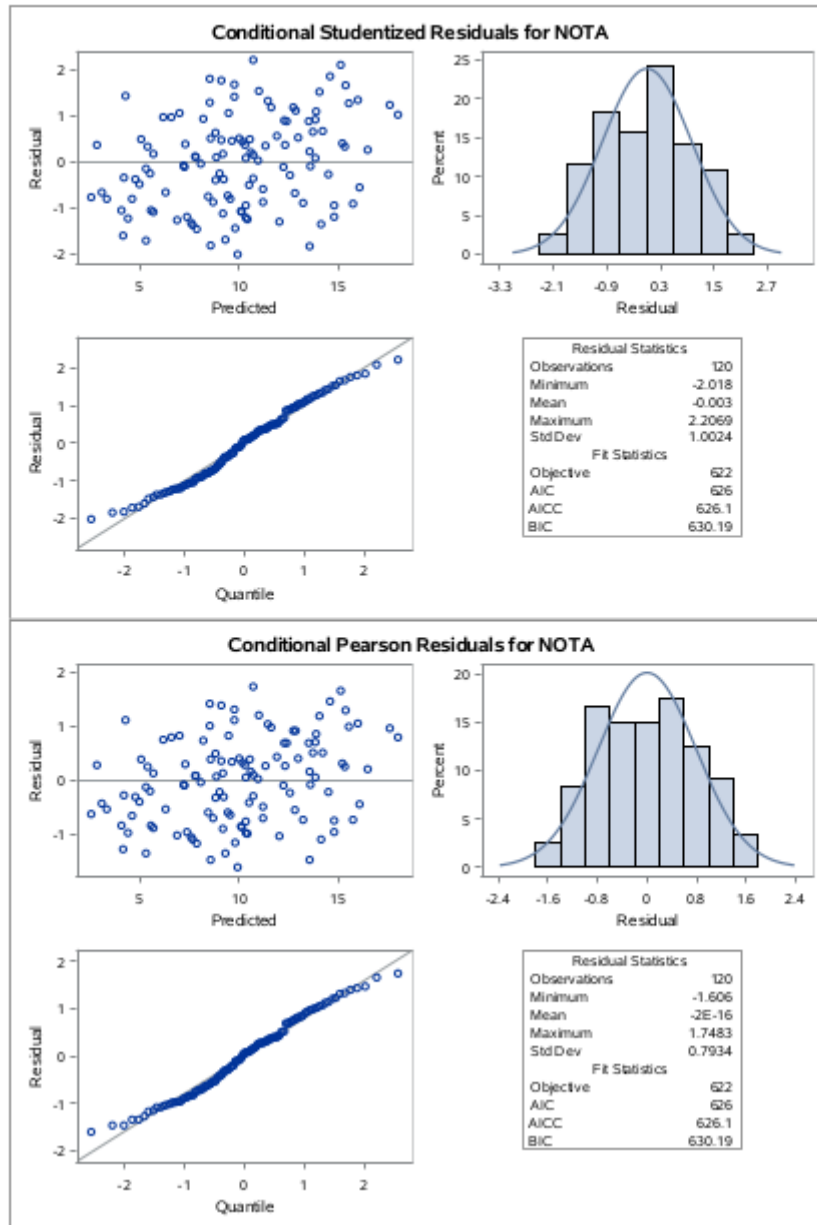 Conditional Studentized Residuals for NOTA
Residual
2
1
0
-1
-2
5 10 15
Predicted
Percent
25
20
15
10
5
0
-3.3 -2.1 -0.9 0.3 1.5 2.7
Residual
Residual
2
1
0
-1
-2
-2 -1 0 1 2
Quantile
Residual Statistics
Observations 120
Minimum -2.018
Mean -0.003
Maximum 2.2069
Std Dev 1.0024
Fit Statistics
Objective 622
AIC 626
AICC 626.1
BIC 630.19
Conditional Pearson Residuals for NOTA
Residual
2
1
0
-1
5 10 15
Predicted
Percent
20
15
10
5
0
-2.4 -1.6 -0.8 0 0.8 1.6 2.4
Residual
Residual
2
1
0
-1
-2
-2 -1 0 1 2
Quantile
Residual Statistics
Observations 120
Minimum -1.606
Mean -2E-16
Maximum 1.7483
Std Dev 0.7934
Fit Statistics
Objective 622
AIC 626
AICC 626.1
BIC 630.19